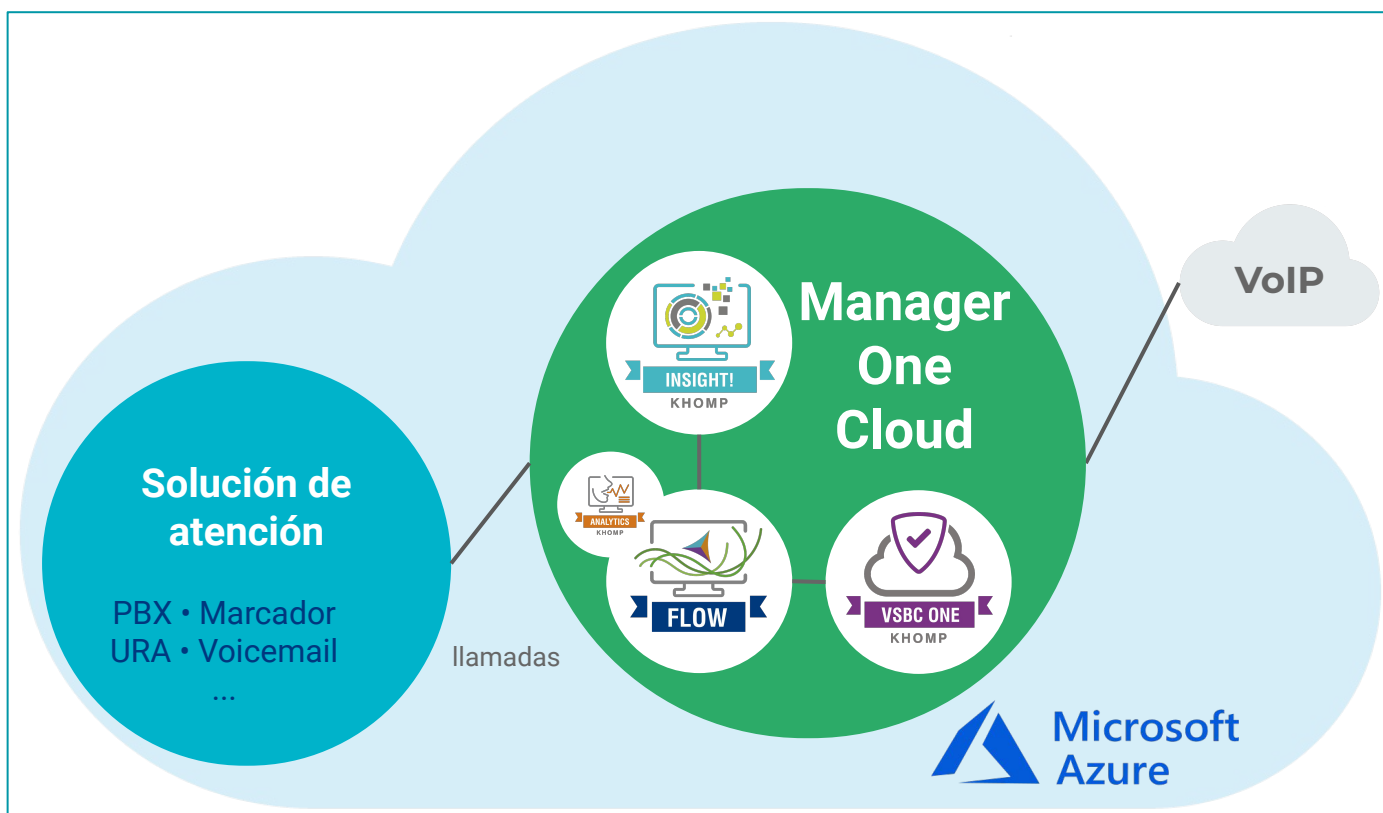 Manager
One
Cloud
VoIP
INSIGHT!
KHOMP
Solución de
atención
PBX • Marcador
URA • Voicemail
...
llamadas
ANALYTICS
KHOMP
FLOW
VSBC ONE
KHOMP
Microsoft
Azure